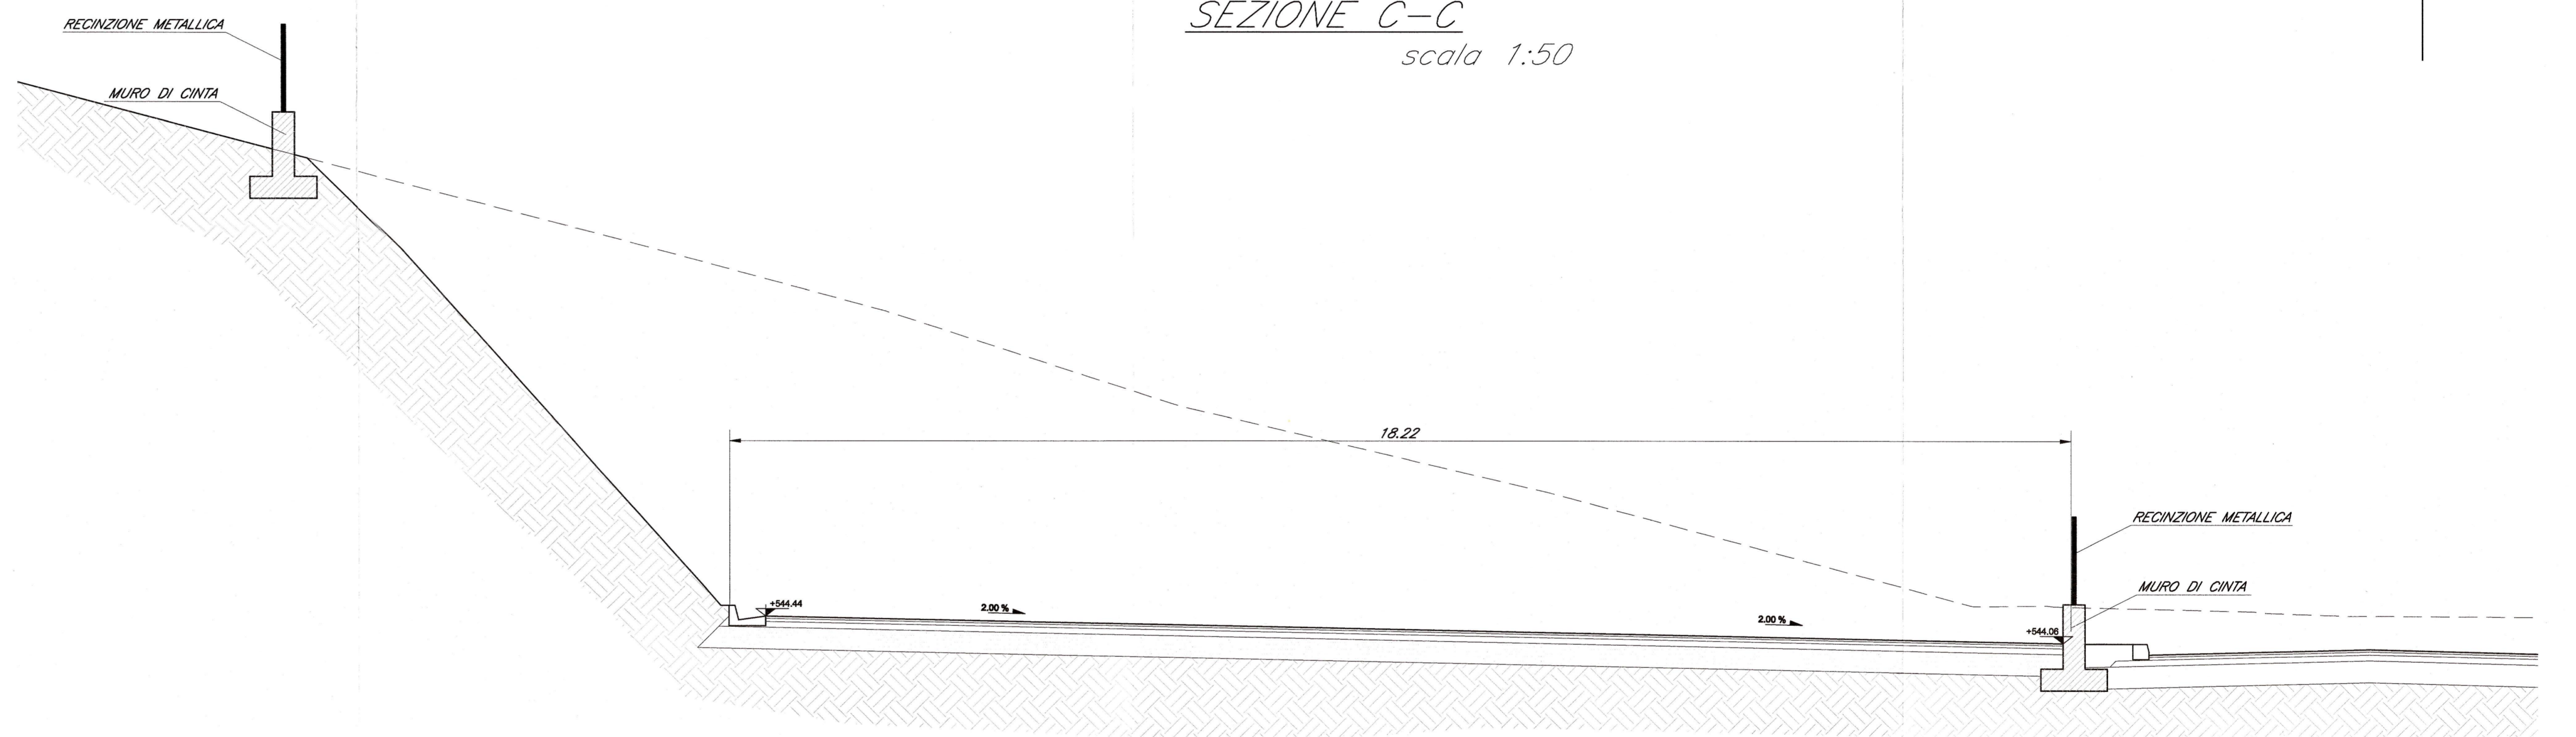 SEZIONE C-C
scala 1:50
RECINZIONE METALLICA
MURO DI CINTA
18.22
RECINZIONE METALLICA
MURO DI CINTA
+544.44
2.00 %
2.00 %
+544.06